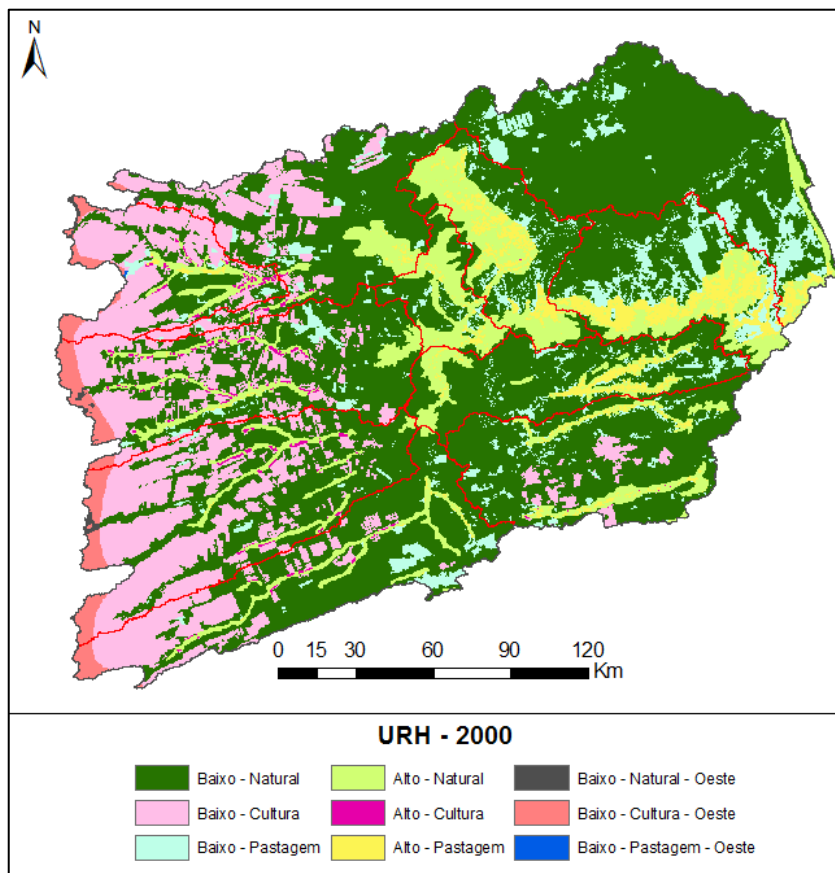 N
0 15 30 60 90 120
Km
URH - 2000
Baixo - Natural Alto - Natural Baixo - Natural - Oeste
Baixo - Cultura Alto - Cultura Baixo - Cultura - Oeste
Baixo - Pastagem Alto - Pastagem Baixo - Pastagem - Oeste